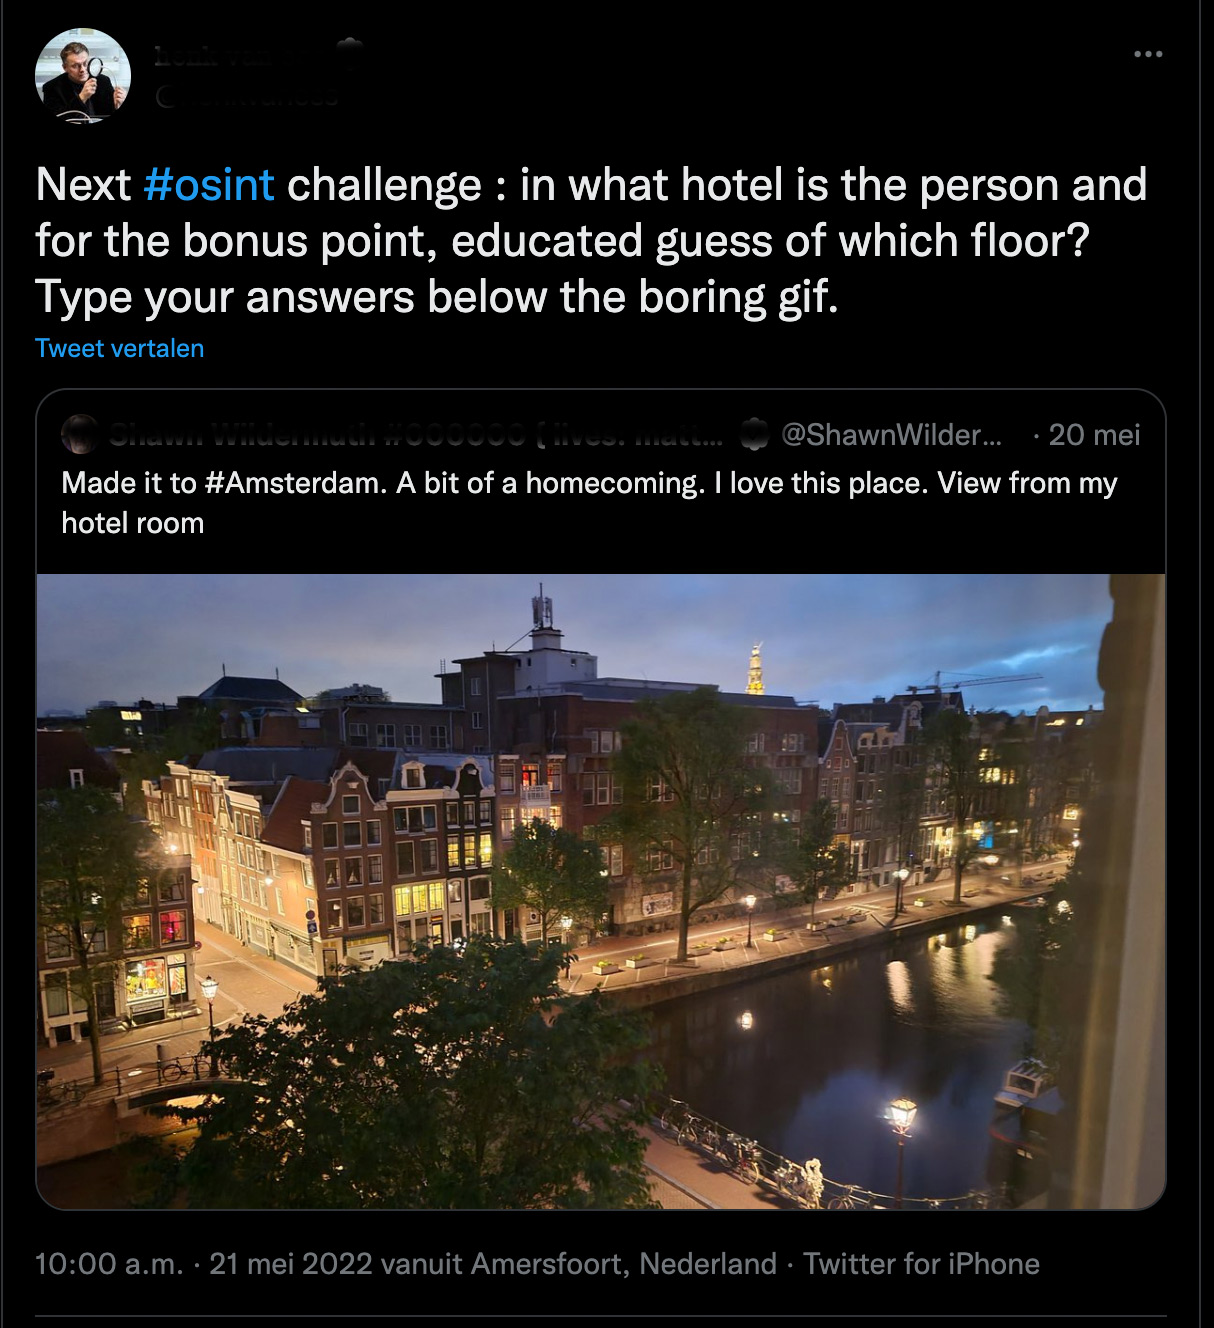 Next #osint challenge : in what hotel is the person and
for the bonus point, educated guess of which floor?
Type your answers below the boring gif.
Tweet vertalen
@ShawnWilder... · 20 mei
Made it to #Amsterdam. A bit of a homecoming. I love this place. View from my
hotel room
10:00 a.m. · 21 mei 2022 vanuit Amersfoort, Nederland · Twitter for iPhone